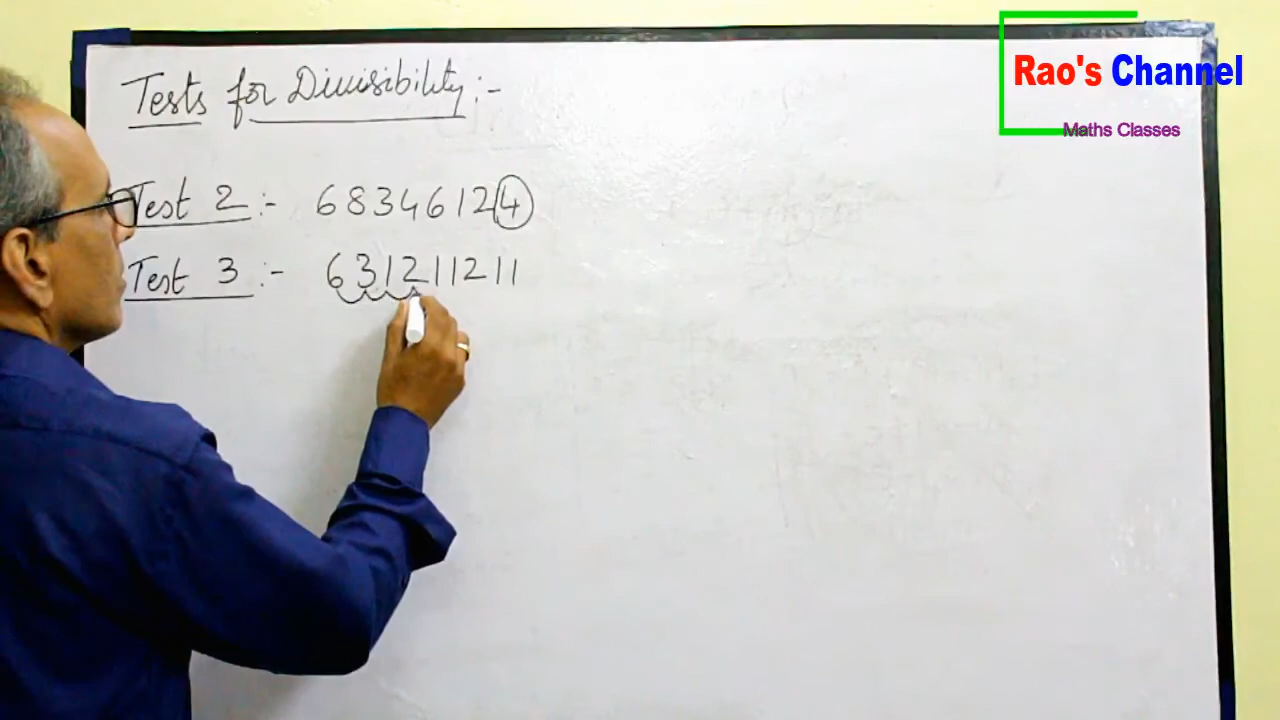 Tests for Divisibility :-
Rao's Channel
Maths Classes
Test 2 :- 68346124
Test 3 :- 631211211